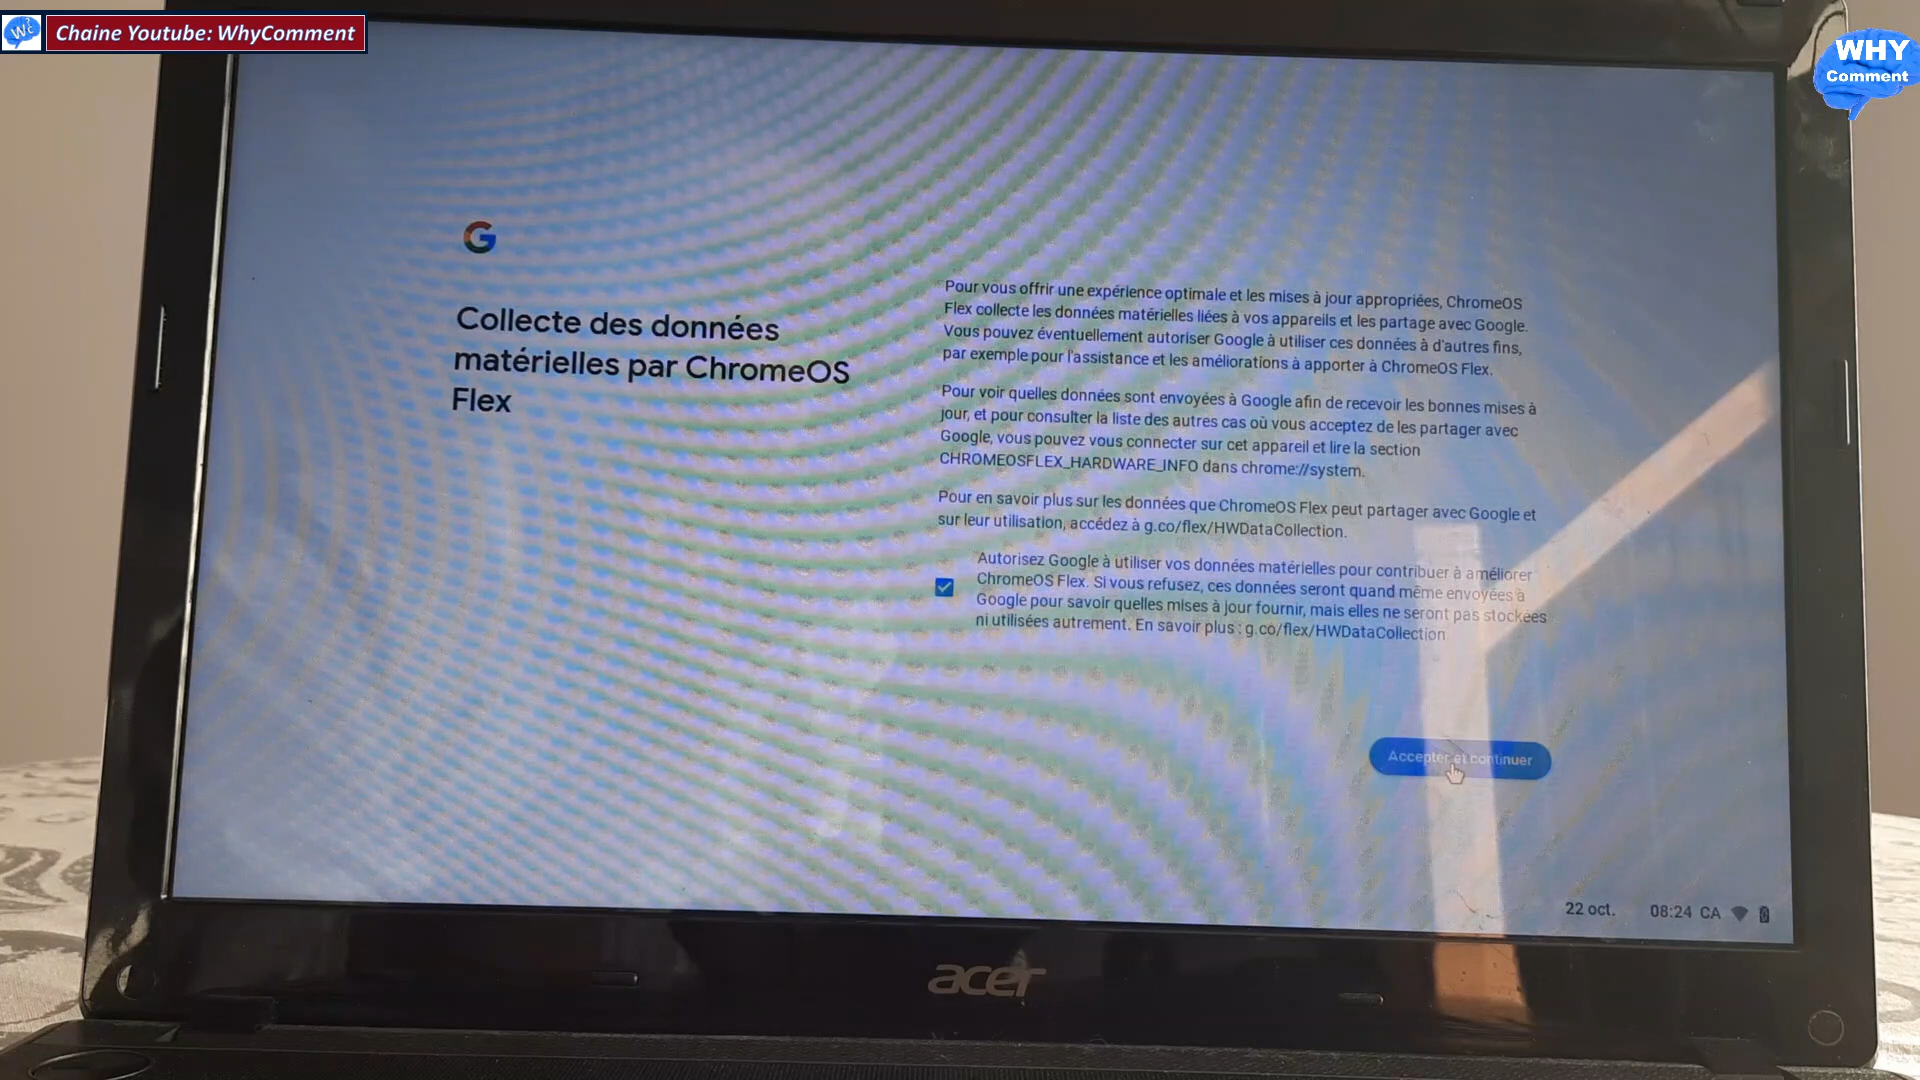 Chaine Youtube: WhyComment
WHY
Comment
G
Collecte des données
matérielles par ChromeOS
Flex
Pour vous offrir une expérience optimale et les mises à jour appropriées, ChromeOS
Flex collecte les données matérielles liées à vos appareils et les partage avec Google.
Vous pouvez éventuellement autoriser Google à utiliser ces données à d'autres fins,
par exemple pour l'assistance et les améliorations à apporter à ChromeOS Flex.
Pour voir quelles données sont envoyées à Google afin de recevoir les bonnes mises à
jour, et pour consulter la liste des autres cas où vous acceptez de les partager avec
Google, vous pouvez vous connecter sur cet appareil et lire la section
CHROMEOSFLEX_HARDWARE_INFO dans chrome://system.
Pour en savoir plus sur les données que ChromeOS Flex peut partager avec Google et
sur leur utilisation, accédez à g.co/flex/HWDataCollection.
Autorisez Google à utiliser vos données matérielles pour contribuer à améliorer
ChromeOS Flex. Si vous refusez, ces données seront quand même envoyées à
Google pour savoir quelles mises à jour fournir, mais elles ne seront pas stockées
ni utilisées autrement. En savoir plus : g.co/flex/HWDataCollection
Accepter et continuer
22 oct. 08:24 CA
acer